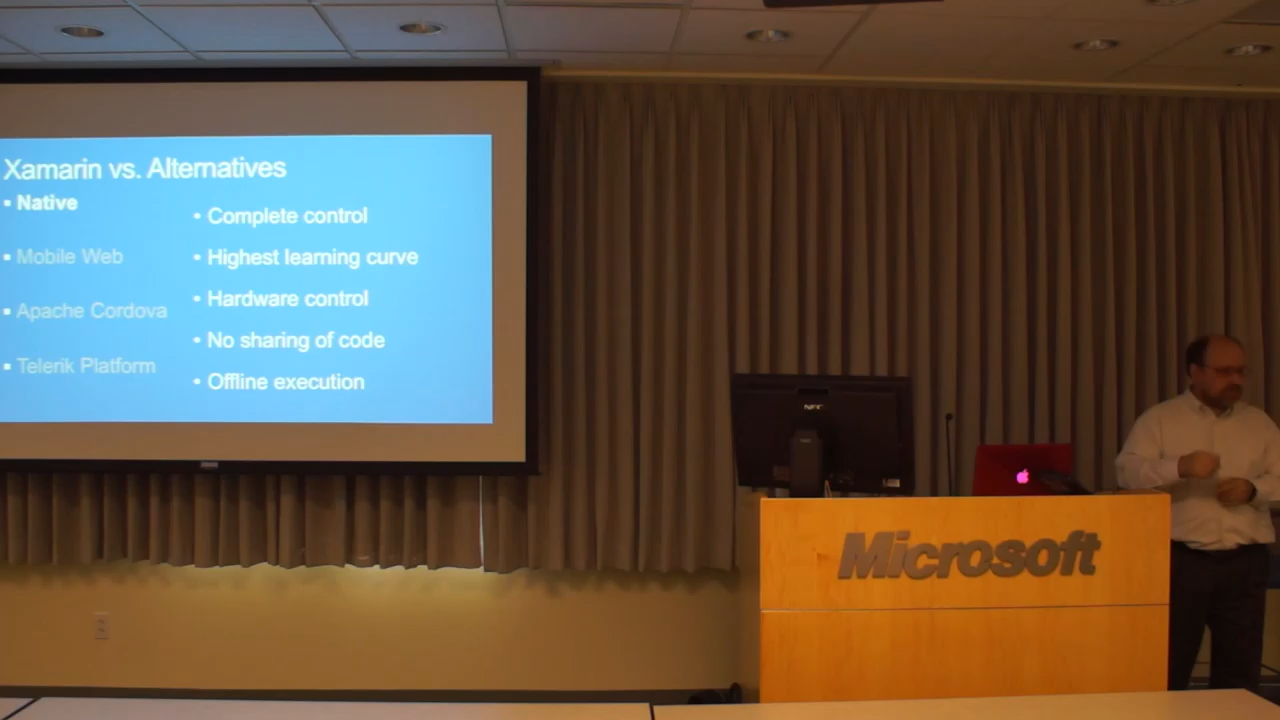 Xamarin vs. Alternatives
▪ Native
▪ Mobile Web
▪ Apache Cordova
▪ Telerik Platform
• Complete control
• Highest learning curve
• Hardware control
• No sharing of code
• Offline execution
NEC
Microsoft